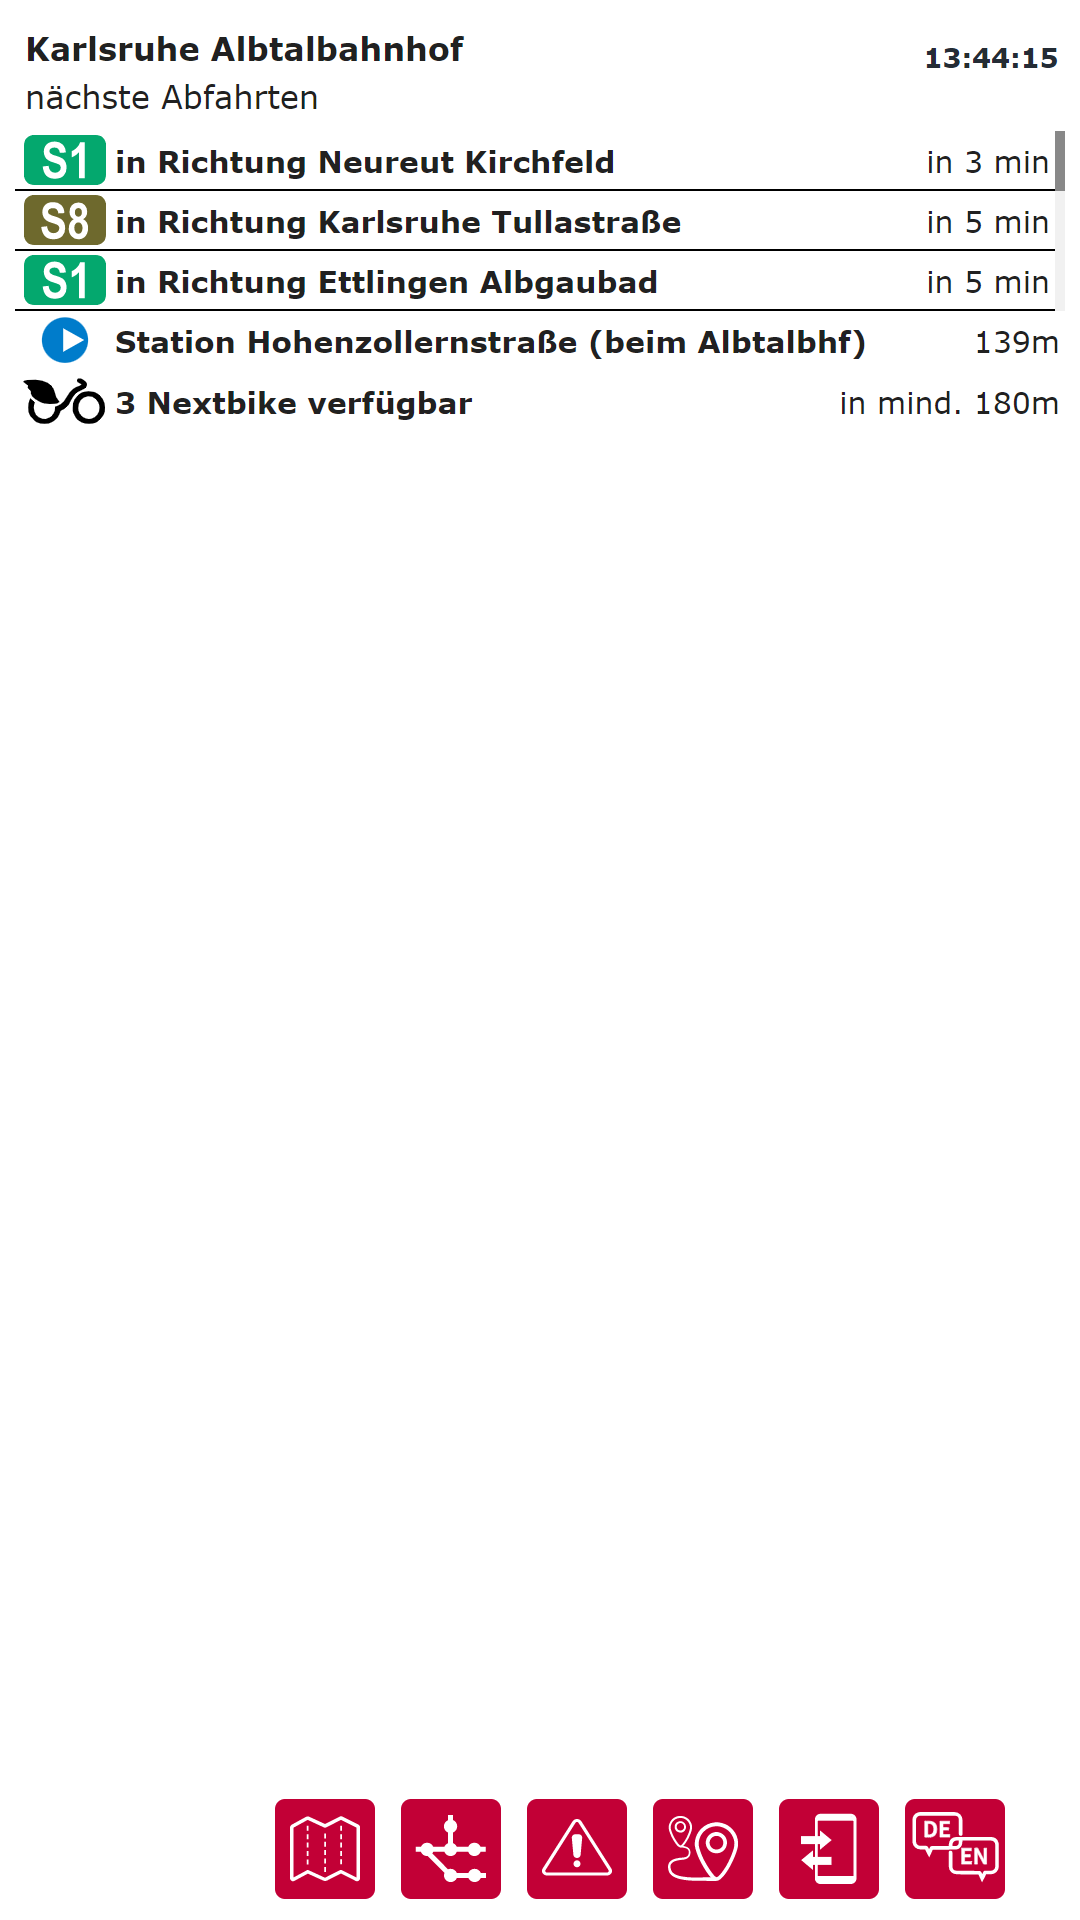 Karlsruhe Albtalbahnhof
13:44:15
nächste Abfahrten
S1 in Richtung Neureut Kirchfeld in 3 min
S8 in Richtung Karlsruhe Tullastraße in 5 min
S1 in Richtung Ettlingen Albgaubad in 5 min
Station Hohenzollernstraße (beim Albtalbhf) 139m
3 Nextbike verfügbar in mind. 180m
DE
EN